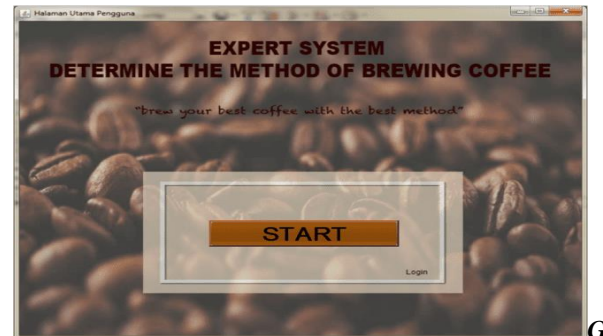 Halaman Utama Pengguna
EXPERT SYSTEM
DETERMINE THE METHOD OF BREWING COFFEE
"brew your best coffee with the best method"
START
Login
G